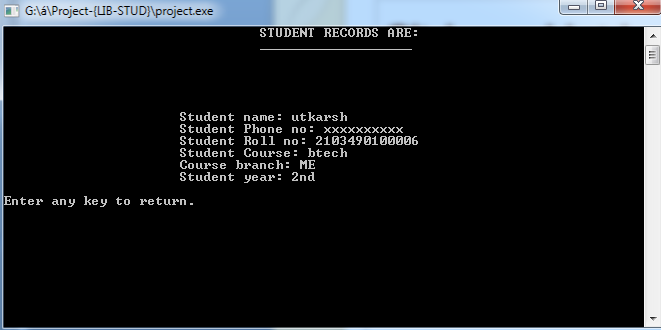 G:\á\Project-{LIB-STUD}\project.exe
STUDENT RECORDS ARE:
Student name: utkarsh
Student Phone no: xxxxxxxxxx
Student Roll no: 2103490100006
Student Course: btech
Course branch: ME
Student year: 2nd
Enter any key to return.